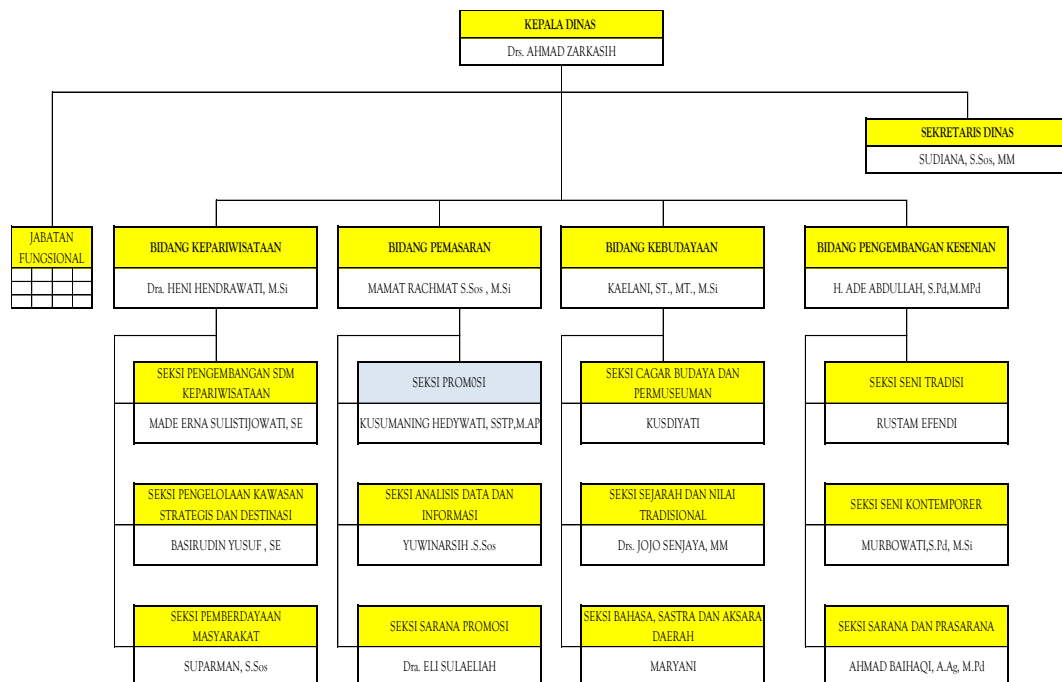 KEPALA DINAS
Drs. AHMAD ZARKASIH
SEKRETARIS DINAS
SUDIANA, S.Sos, MM
JABATAN
FUNGSIONAL
BIDANG KEPARIWISATAAN
Dra. HENI HENDRAWATI, M.Si
BIDANG PEMASARAN
MAMAT RACHMAT S.Sos , M.Si
BIDANG KEBUDAYAAN
KAELANI, ST., MT., M.Si
BIDANG PENGEMBANGAN KESENIAN
H. ADE ABDULLAH, S.Pd,M.MPd
SEKSI PENGEMBANGAN SDM
KEPARIWISATAAN
MADE ERNA SULISTIJOWATI, SE
SEKSI PROM0SI
KUSUMANING HEDYWATI, SSTP,M.AP
SEKSI CAGAR BUDAYA DAN
PERMUSEUMAN
KUSDIYATI
SEKSI SENI TRADISI
RUSTAM EFENDI
SEKSI PENGELOLAAN KAWASAN
STRATEGIS DAN DESTINASI
BASIRUDIN YUSUF , SE
SEKSI ANALISIS DATA DAN
INFORMASI
YUWINARSIH .S.Sos
SEKSI SEJARAH DAN NILAI
TRADISIONAL
Drs. JOJO SENJAYA, MM
SEKSI SENI KONTEMPORER
MURBOWATI,S.Pd, M.Si
SEKSI PEMBERDAYAAN
MASYARAKAT
SUPARMAN, S.Sos
SEKSI SARANA PROMOSI
Dra. ELI SULAELIAH
SEKSI BAHASA, SASTRA DAN AKSARA
DAERAH
MARYANI
SEKSI SARANA DAN PRASARANA
AHMAD BAIHAQI, A.Ag, M.Pd